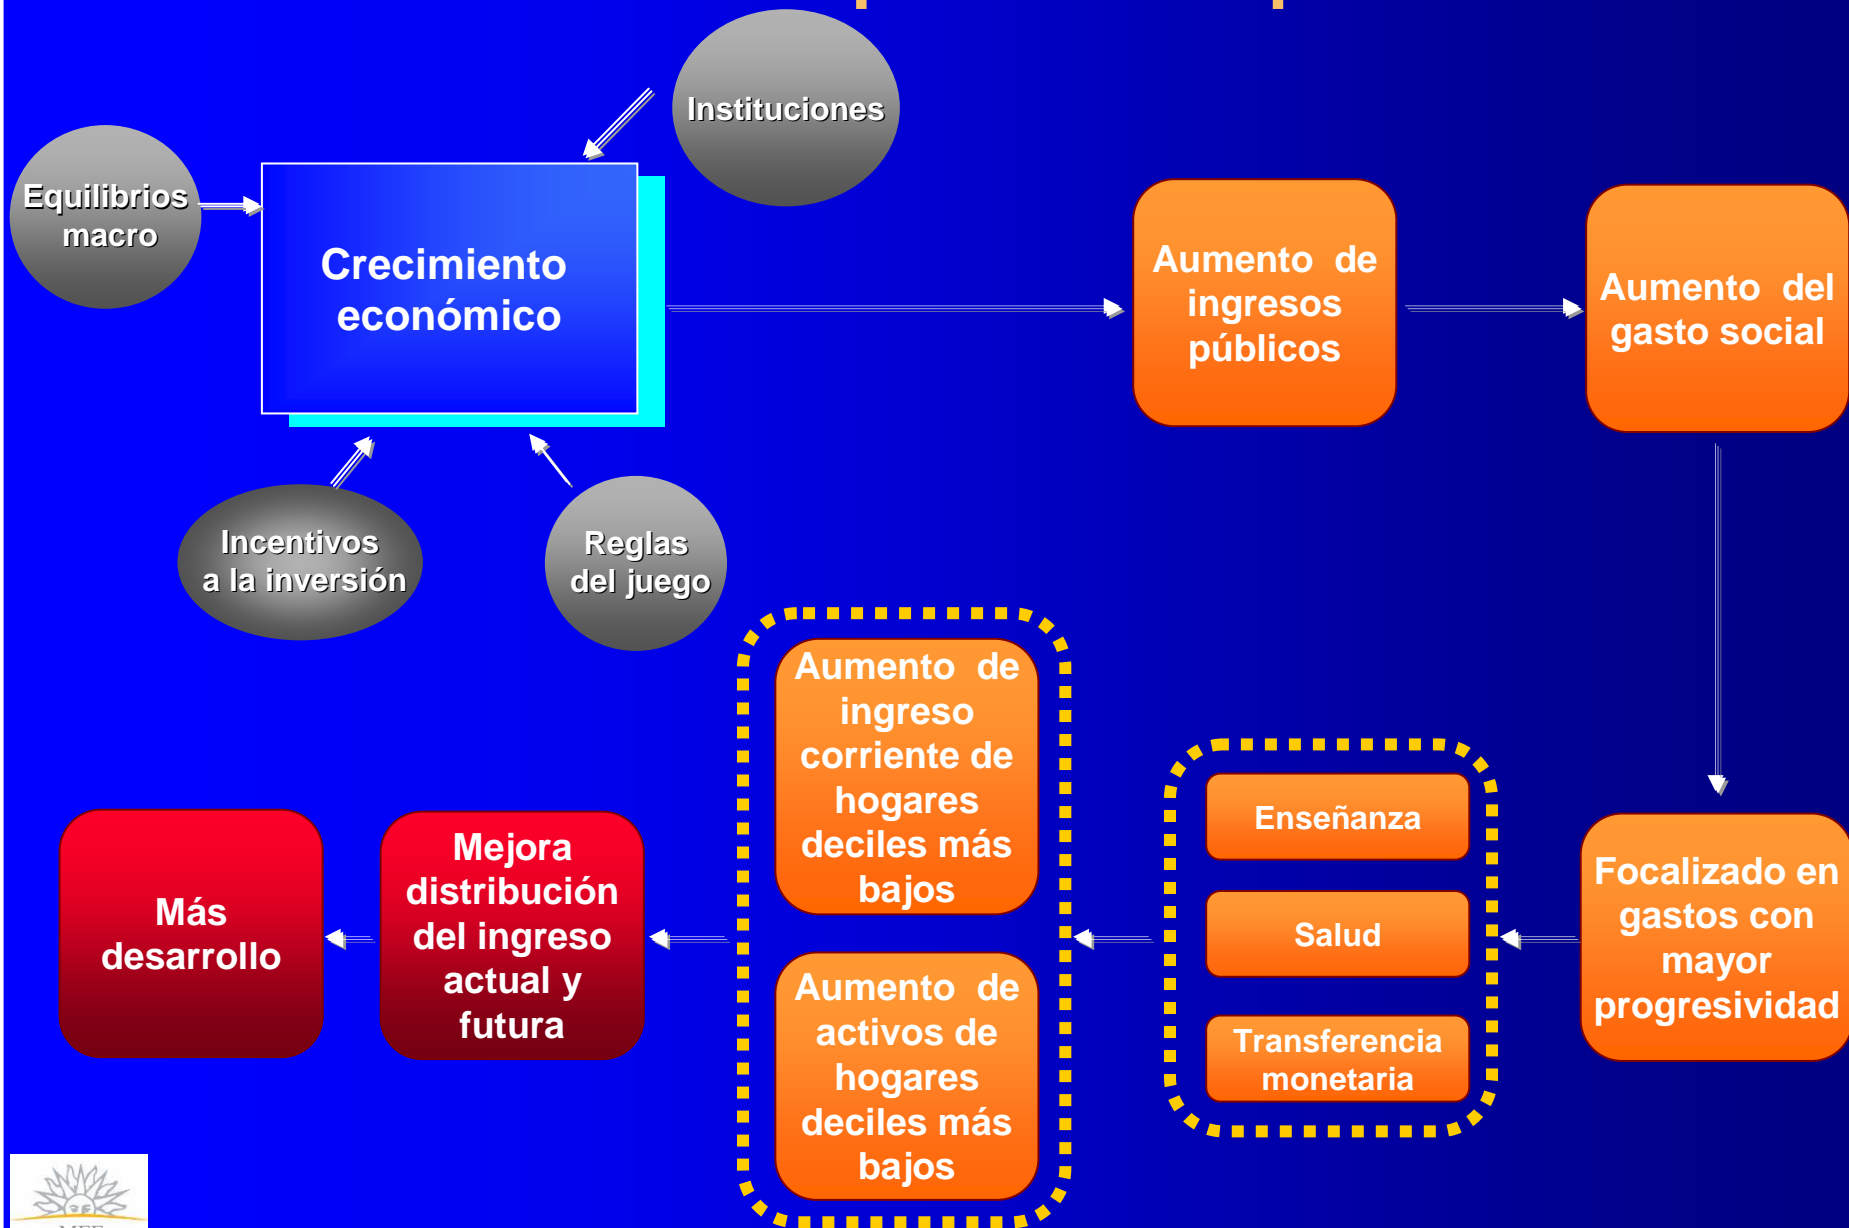 Instituciones
Equilibrios
macro
Crecimiento
económico
Aumento de
ingresos
públicos
Aumento del
gasto social
Incentivos
a la inversión
Reglas
del juego
Aumento de
ingreso
corriente de
hogares
deciles más
bajos
Aumento de
activos de
hogares
deciles más
bajos
Enseñanza
Salud
Transferencia
monetaria
Focalizado en
gastos con
mayor
progresividad
Mejora
distribución
del ingreso
actual y
futura
Más
desarrollo